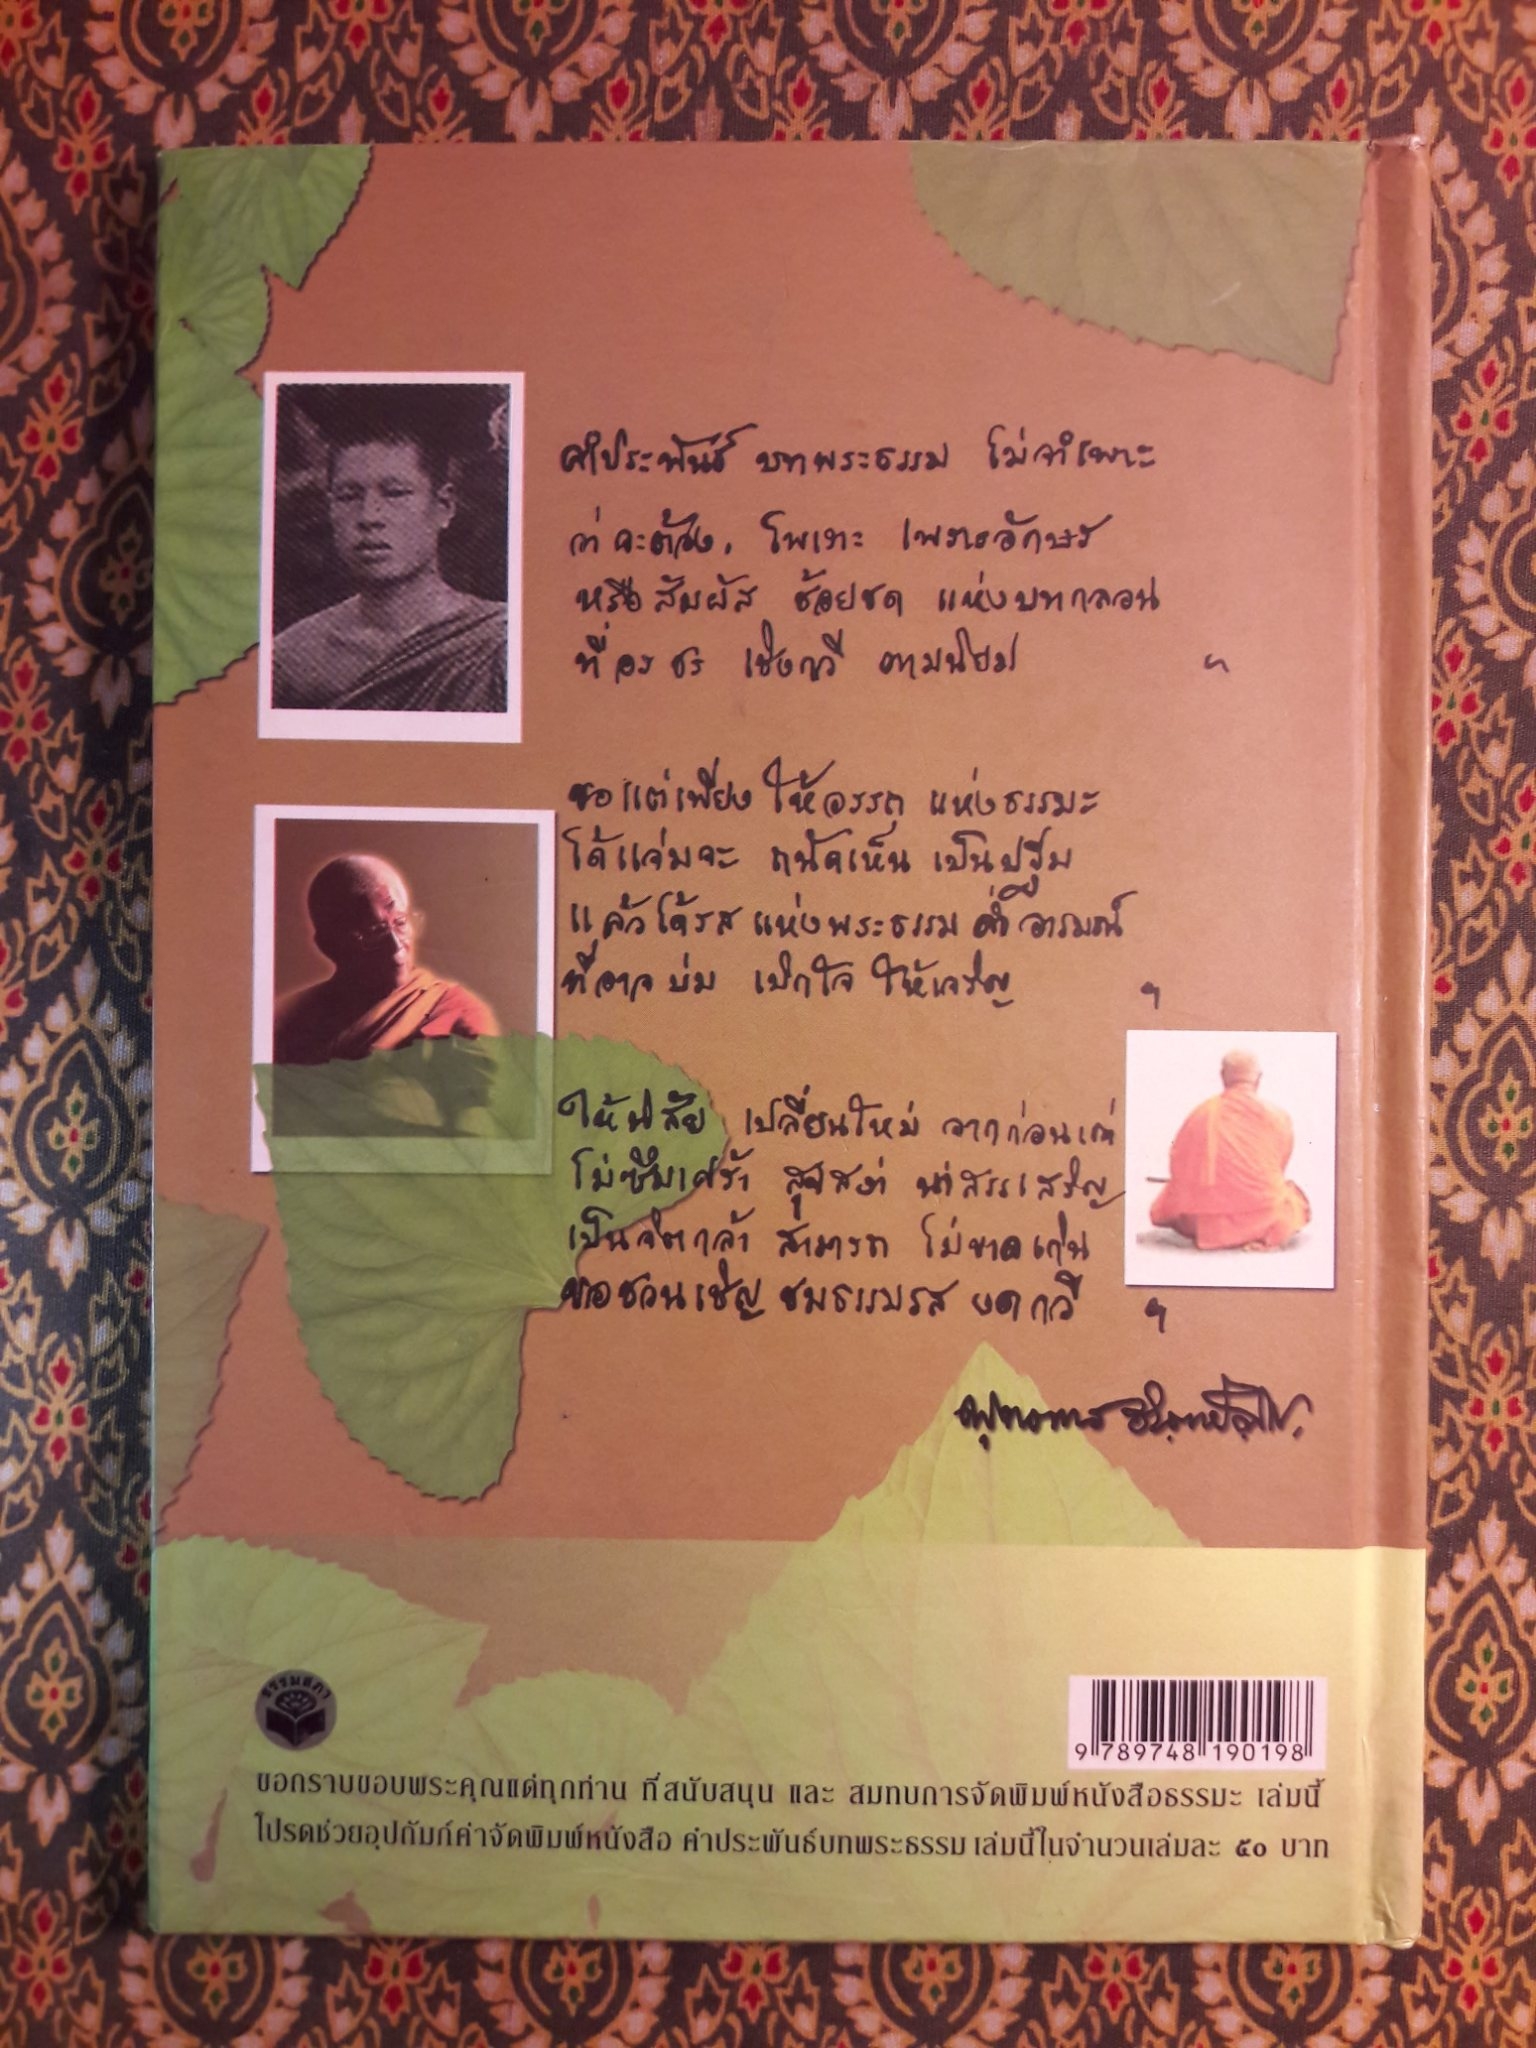 คำประพันธ์ บทพระธรรม ไม่จำเพาะ
ว่าจะต้อง, ไพเราะ เพราะอักษร
หรือสัมผัส ช้อยชด แห่งบทกลอน
ที่อรชร เชิงกวี ตามนิยม ฯ
ขอแต่เพียง ให้อรรถ แห่งธรรมะ
ได้แจ่มจะ ถนัดเห็น เป็นปฐม
แล้วได้รส แห่งพระธรรม ด่ำอารมณ์
ที่อาจบ่ม เบิกใจ ให้เจริญ ฯ
ให้นิสัย เปลี่ยนใหม่ จากก่อนเก่า
ไม่ซึมเศร้า สุขสง่า น่าสรรเสริญ
เป็นจิตกล้า สามารถ ไม่ขาดเกิน
ขอชวนเชิญ ชมธรรมรส บทกวี ฯ
พุทธทาส อินทปัญโญ.
ธรรมสภา
9 789748 190198
ขอกราบขอบพระคุณแด่ทุกท่าน ที่สนับสนุน และ สมทบการจัดพิมพ์หนังสือธรรมะ เล่มนี้
โปรดช่วยอุปถัมภ์ค่าจัดพิมพ์หนังสือ คำประพันธ์บทพระธรรม เล่มนี้ในจำนวนเล่มละ ๕๐ บาท